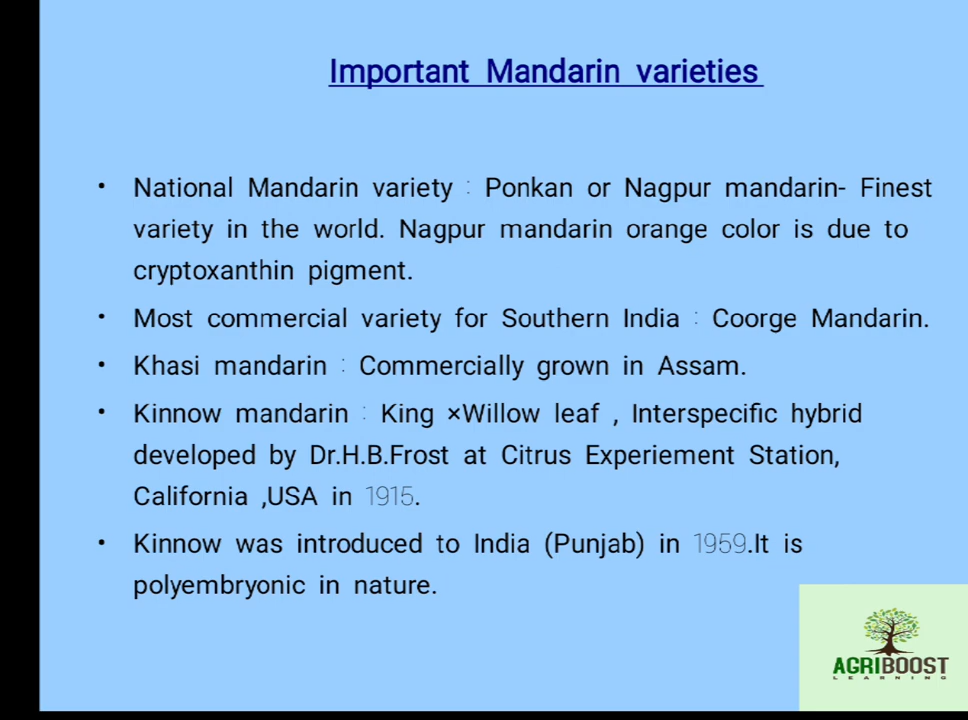 Important Mandarin varieties
• National Mandarin variety : Ponkan or Nagpur mandarin- Finest
variety in the world. Nagpur mandarin orange color is due to
cryptoxanthin pigment.
• Most commercial variety for Southern India : Coorge Mandarin.
• Khasi mandarin : Commercially grown in Assam.
• Kinnow mandarin : King ×Willow leaf , Interspecific hybrid
developed by Dr.H.B.Frost at Citrus Experiement Station,
California ,USA in 1915.
• Kinnow was introduced to India (Punjab) in 1959.It is
polyembryonic in nature.
AGRIBOOST
LEARNING